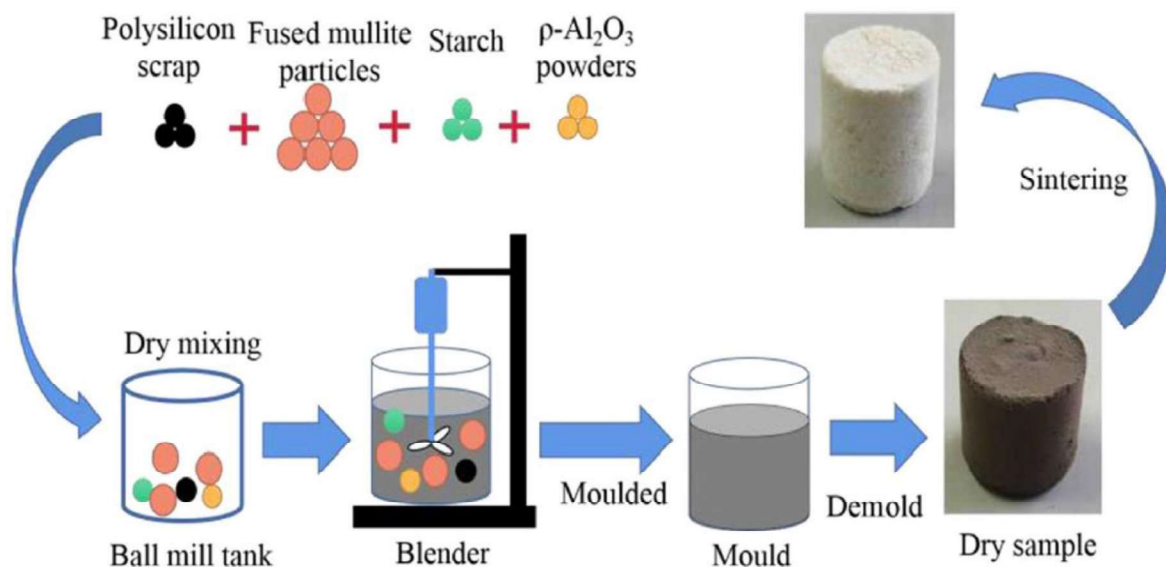 Polysilicon
scrap
Fused mullite
particles
Starch
ρ-Al₂O₃
powders
+ + +
Sintering
Dry mixing
Ball mill tank
Blender
Moulded
Mould
Demold
Dry sample